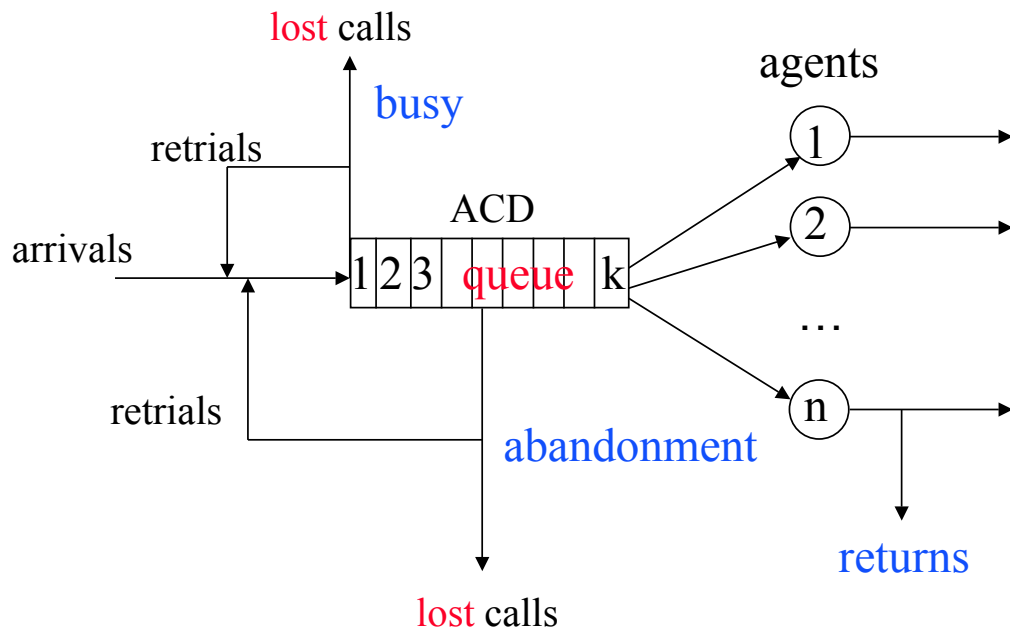 lost calls
agents
busy
1
retrials
ACD
2
arrivals
1 2 3 queue k
...
retrials
n
abandonment
returns
lost calls